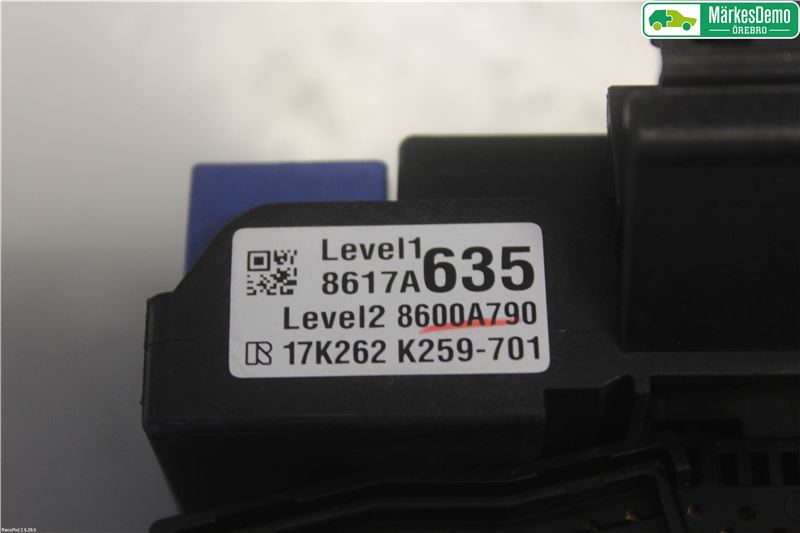 MärkesDemo
ÖREBRO
Level1
8617A635
Level2 8600A790
17K262 K259-701